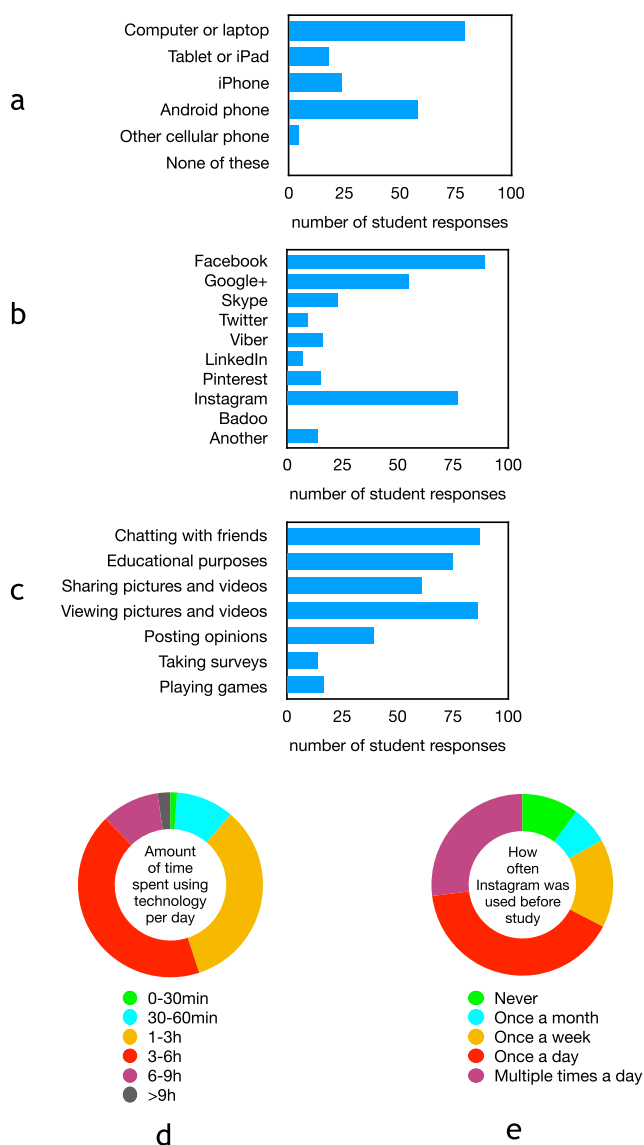 a
Computer or laptop
Tablet or iPad
iPhone
Android phone
Other cellular phone
None of these
0 25 50 75 100
number of student responses
b
Facebook
Google+
Skype
Twitter
Viber
LinkedIn
Pinterest
Instagram
Badoo
Another
0 25 50 75 100
number of student responses
c
Chatting with friends
Educational purposes
Sharing pictures and videos
Viewing pictures and videos
Posting opinions
Taking surveys
Playing games
0 25 50 75 100
number of student responses
Amount
of time
spent using
technology
per day
0-30min
30-60min
1-3h
3-6h
6-9h
>9h
d
How
often
Instagram was
used before
study
Never
Once a month
Once a week
Once a day
Multiple times a day
e